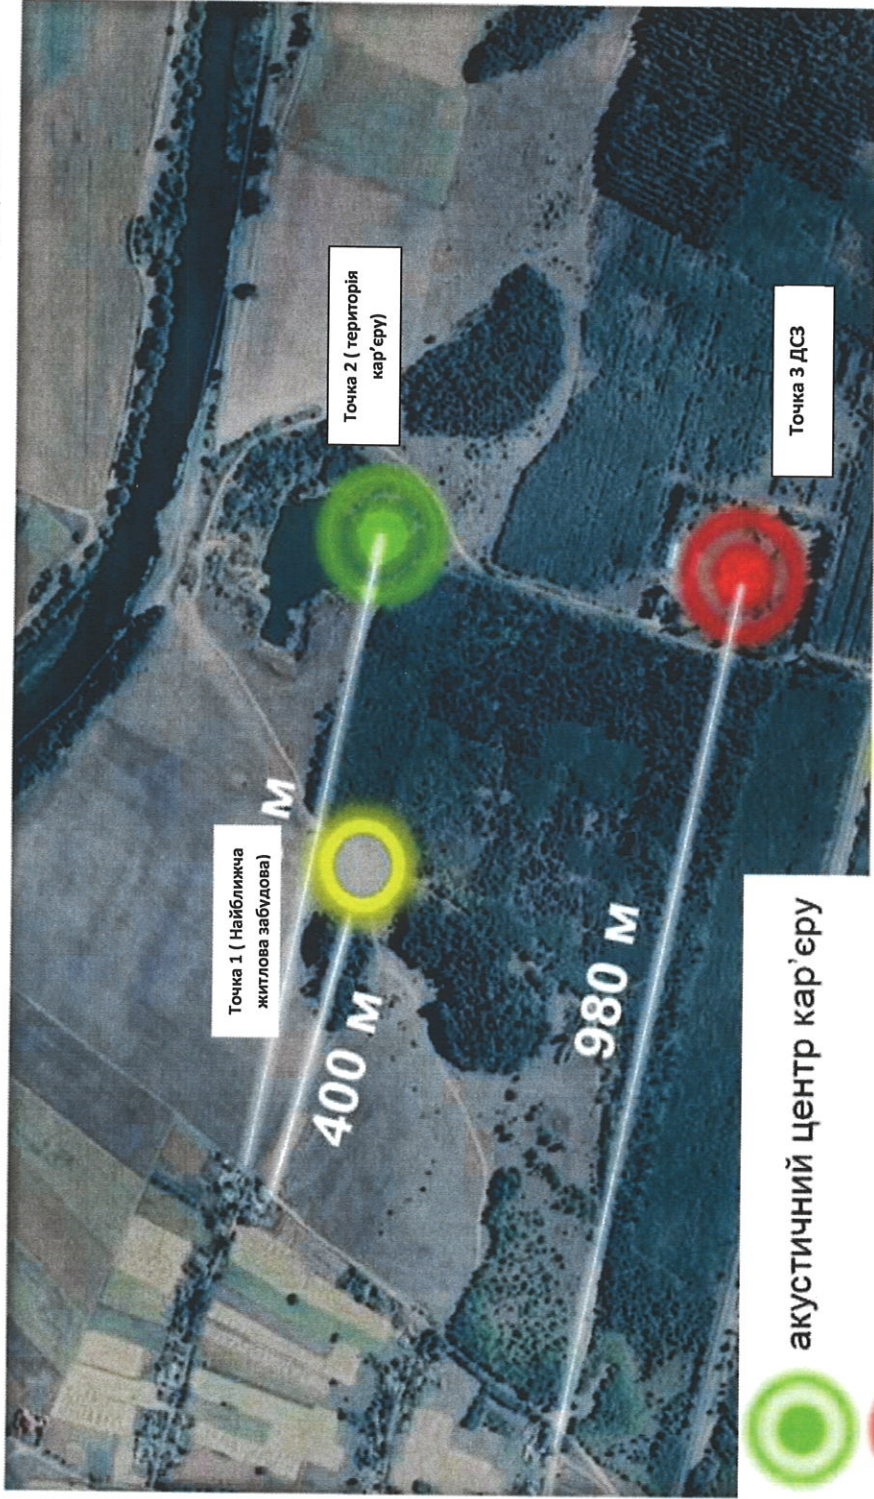 Точка 1 ( Найближча
житлова забудова)
м
Точка 2 ( територія
кар'єру)
400 м
980 м
Точка 3 ДСЗ
акустичний центр кар'єру